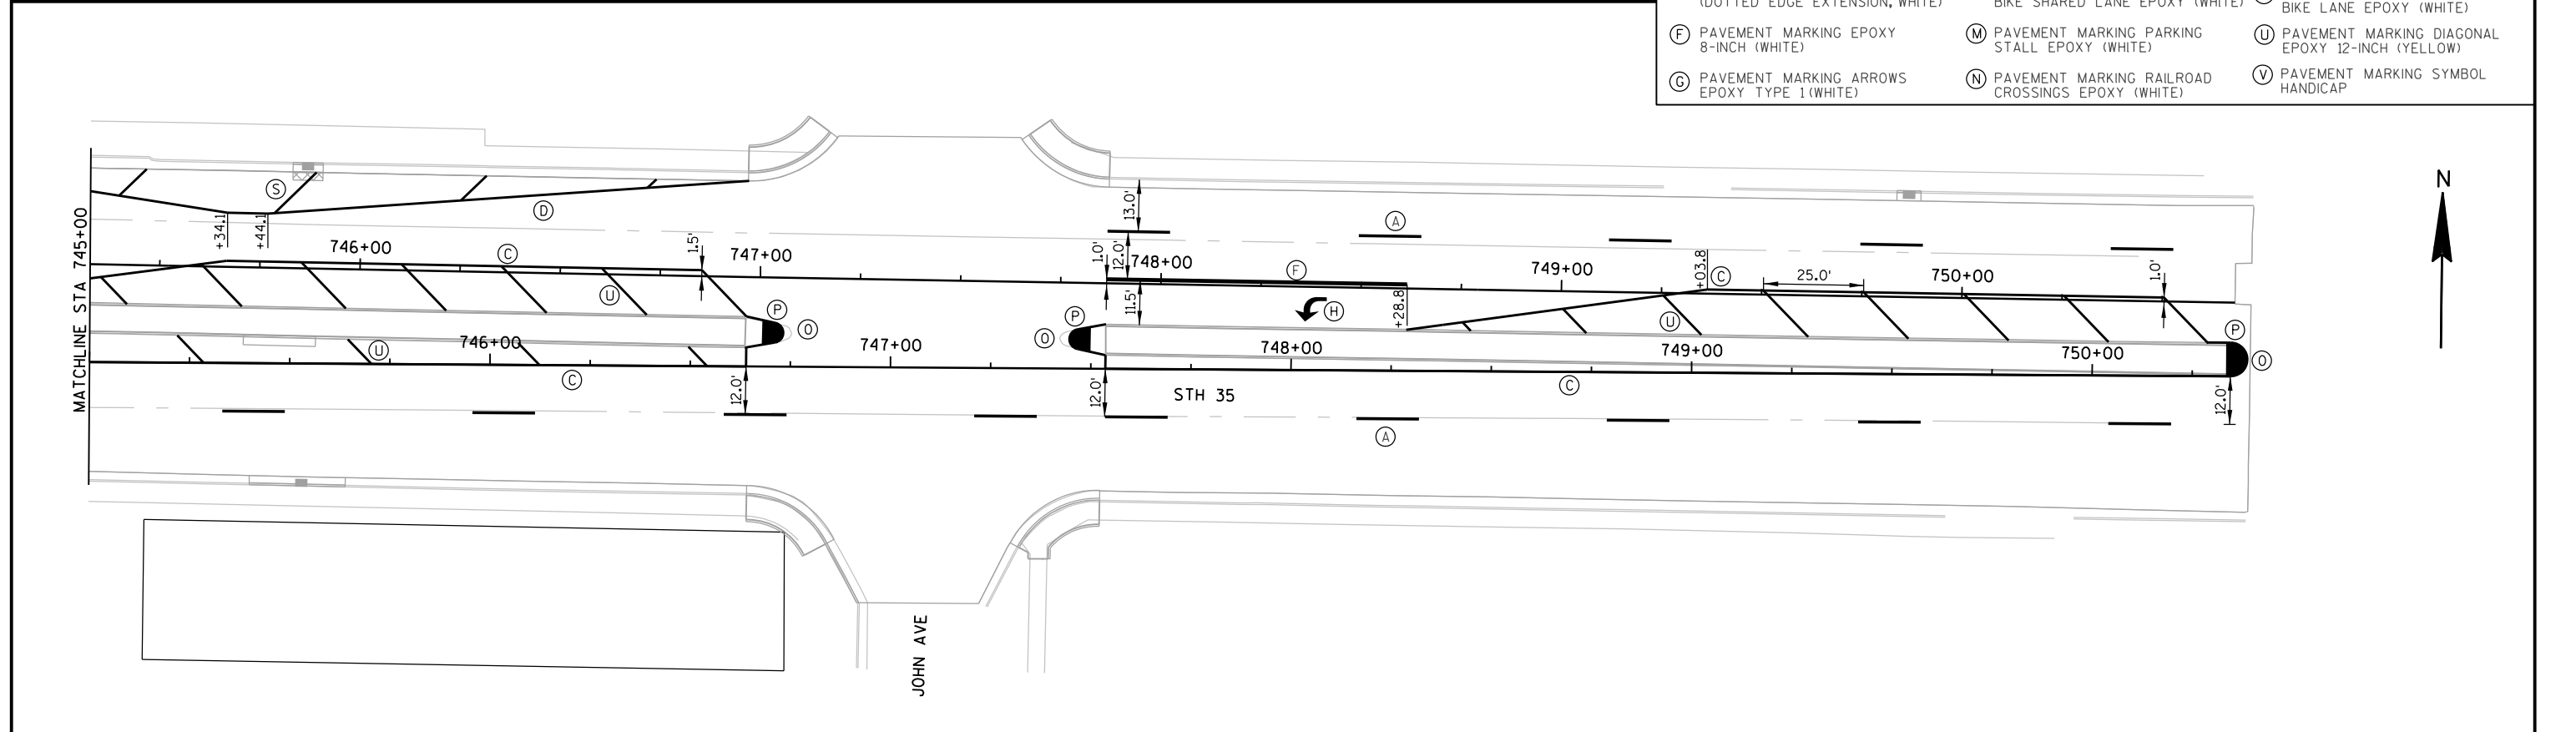 (DOTTED EDGE EXTENSION, WHITE)
BIKE SHARED LANE EPOXY (WHITE)
BIKE LANE EPOXY (WHITE)
F PAVEMENT MARKING EPOXY
8-INCH (WHITE)
M PAVEMENT MARKING PARKING
STALL EPOXY (WHITE)
U PAVEMENT MARKING DIAGONAL
EPOXY 12-INCH (YELLOW)
G PAVEMENT MARKING ARROWS
EPOXY TYPE 1 (WHITE)
N PAVEMENT MARKING RAILROAD
CROSSINGS EPOXY (WHITE)
V PAVEMENT MARKING SYMBOL
HANDICAP
N
MATCHLINE STA 745+00
S
D
+34.1
+44.1
746+00
C
1.5'
747+00
13.0'
1.0'
12.0'
748+00
A
F
749+00
+03.8
C
25.0'
750+00
1.0'
U
P
O
O
P
11.5'
H
+28.8
U
P
O
U
746+00
747+00
748+00
749+00
750+00
C
12.0'
12.0'
STH 35
C
12.0'
A
JOHN AVE